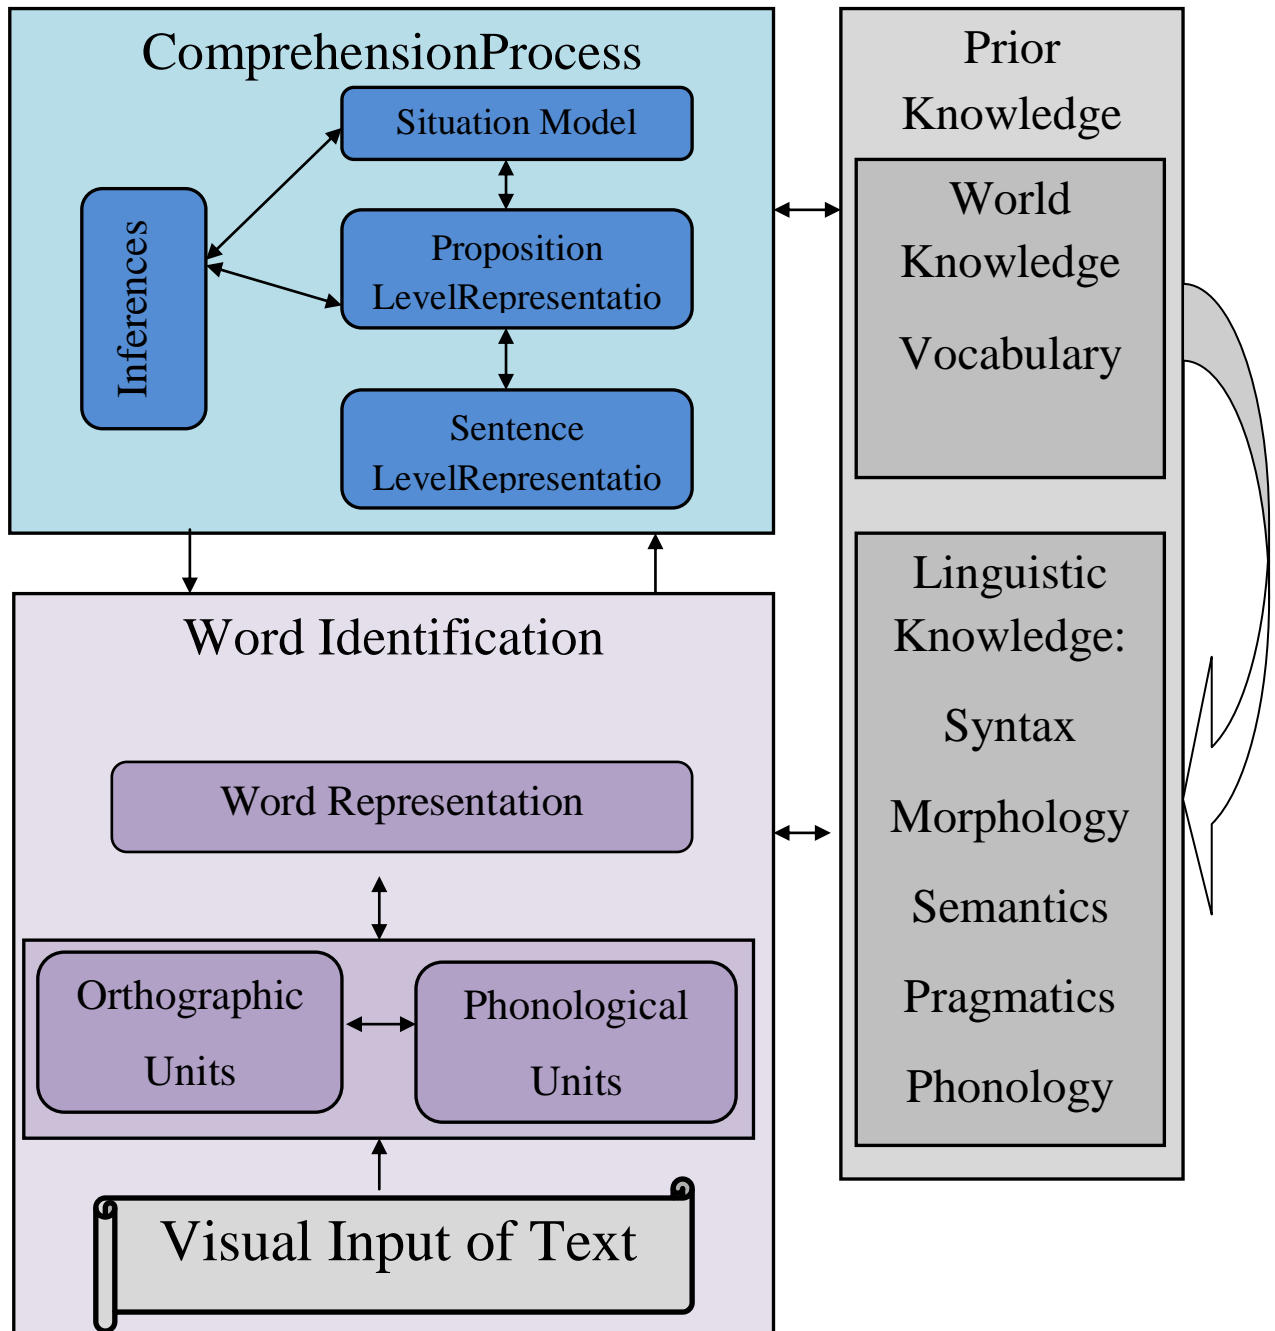 ComprehensionProcess
Situation Model
Inferences
Proposition
LevelRepresentatio
Sentence
LevelRepresentatio
Word Identification
Word Representation
Orthographic
Units
Phonological
Units
Visual Input of Text
Prior
Knowledge
World
Knowledge
Vocabulary
Linguistic
Knowledge:
Syntax
Morphology
Semantics
Pragmatics
Phonology